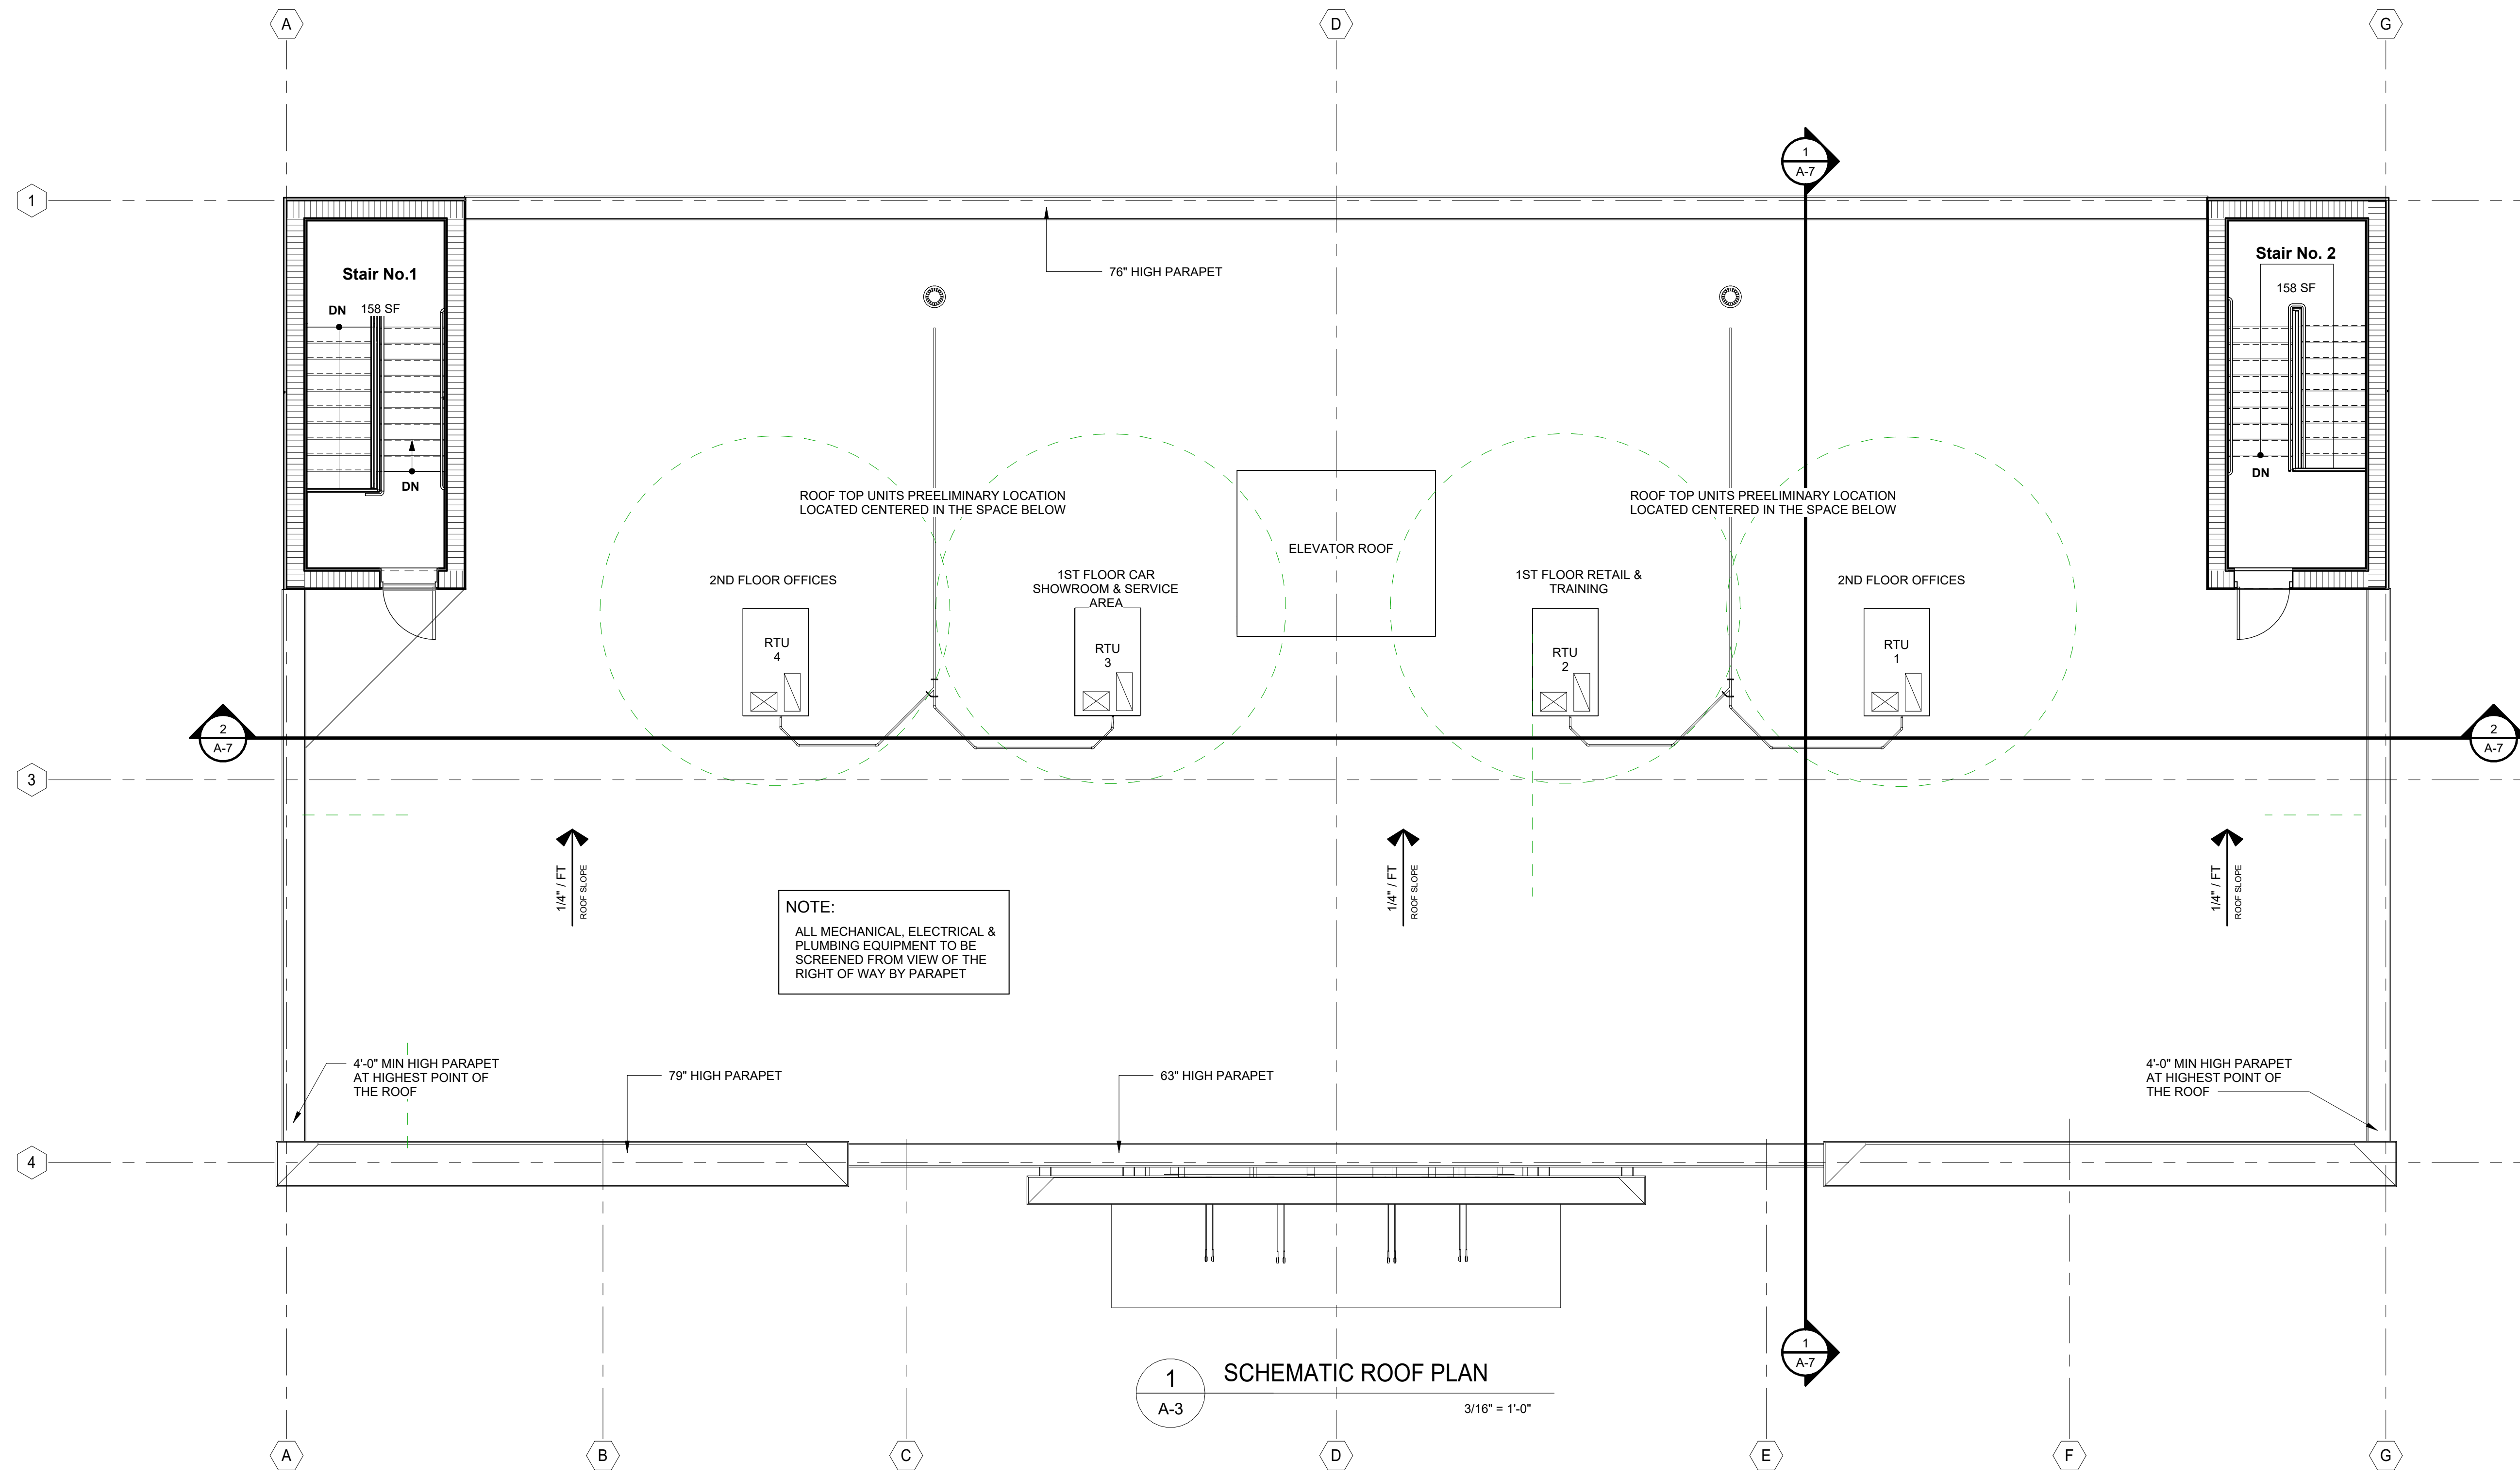 A
D
G
1
A-7
1
Stair No.1
DN
158 SF
DN
76" HIGH PARAPET
Stair No. 2
158 SF
DN
ROOF TOP UNITS PREELIMINARY LOCATION
LOCATED CENTERED IN THE SPACE BELOW
ROOF TOP UNITS PREELIMINARY LOCATION
LOCATED CENTERED IN THE SPACE BELOW
ELEVATOR ROOF
2ND FLOOR OFFICES
1ST FLOOR CAR
SHOWROOM & SERVICE
AREA
1ST FLOOR RETAIL &
TRAINING
2ND FLOOR OFFICES
RTU
4
RTU
3
RTU
2
RTU
1
2
A-7
2
A-7
3
1/4" / FT
ROOF SLOPE
1/4" / FT
ROOF SLOPE
1/4" / FT
ROOF SLOPE
NOTE:
ALL MECHANICAL, ELECTRICAL &
PLUMBING EQUIPMENT TO BE
SCREENED FROM VIEW OF THE
RIGHT OF WAY BY PARAPET
4'-0" MIN HIGH PARAPET
AT HIGHEST POINT OF
THE ROOF
79" HIGH PARAPET
63" HIGH PARAPET
4'-0" MIN HIGH PARAPET
AT HIGHEST POINT OF
THE ROOF
4
1
A-7
1
A-3
SCHEMATIC ROOF PLAN
3/16" = 1'-0"
A
B
C
D
E
F
G